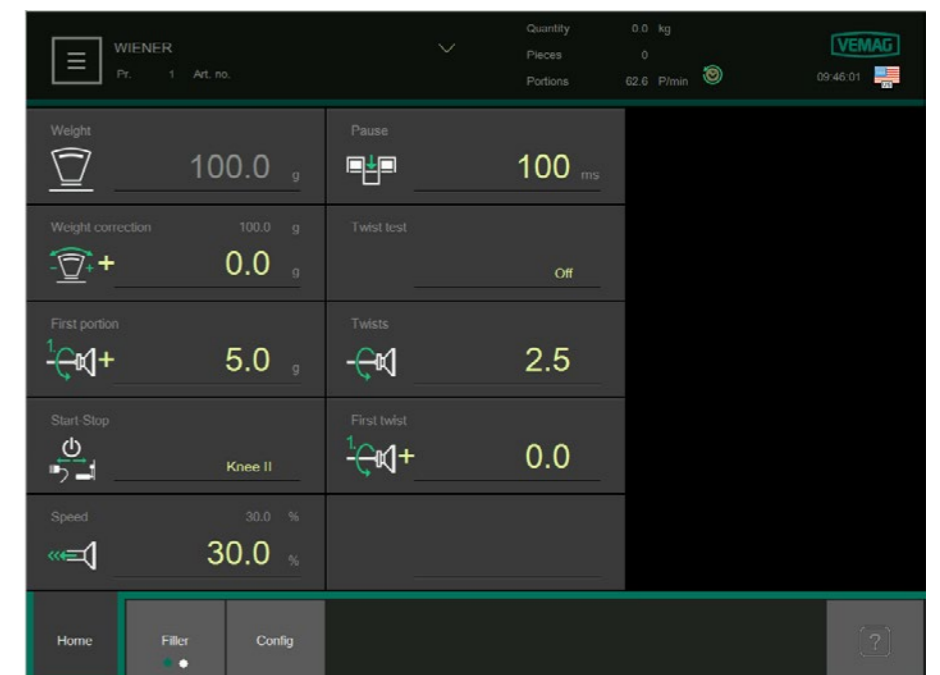 WIENER
Pr. 1 Art. no.
Quantity 0.0 kg
Pieces 0
Portions 62.6 P/min
VEMAG
09:46:01
Weight
100.0 g
Pause
100 ms
Weight correction 100.0 g
+ 0.0 g
Twist test
Off
First portion
1. + 5.0 g
Twists
2.5
Start-Stop
Knee II
First twist
1. + 0.0
Speed 30.0 %
30.0 %
Home
Filler
Config
?